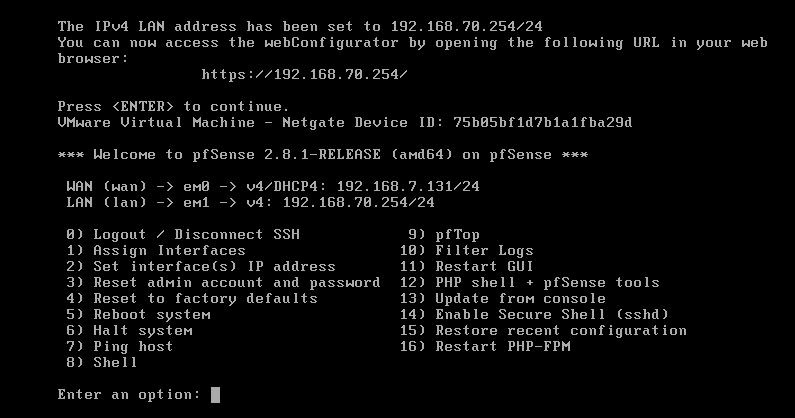 The IPv4 LAN address has been set to 192.168.70.254/24
You can now access the webConfigurator by opening the following URL in your web
browser:
https://192.168.70.254/
Press <ENTER> to continue.
VMware Virtual Machine - Netgate Device ID: 75b05bf1d7b1a1fba29d
*** Welcome to pfSense 2.8.1-RELEASE (amd64) on pfSense ***
WAN (wan) -> em0 -> v4/DHCP4: 192.168.7.131/24
LAN (lan) -> em1 -> v4: 192.168.70.254/24
0) Logout / Disconnect SSH 9) pfTop
1) Assign Interfaces 10) Filter Logs
2) Set interface(s) IP address 11) Restart GUI
3) Reset admin account and password 12) PHP shell + pfSense tools
4) Reset to factory defaults 13) Update from console
5) Reboot system 14) Enable Secure Shell (sshd)
6) Halt system 15) Restore recent configuration
7) Ping host 16) Restart PHP-FPM
8) Shell
Enter an option: